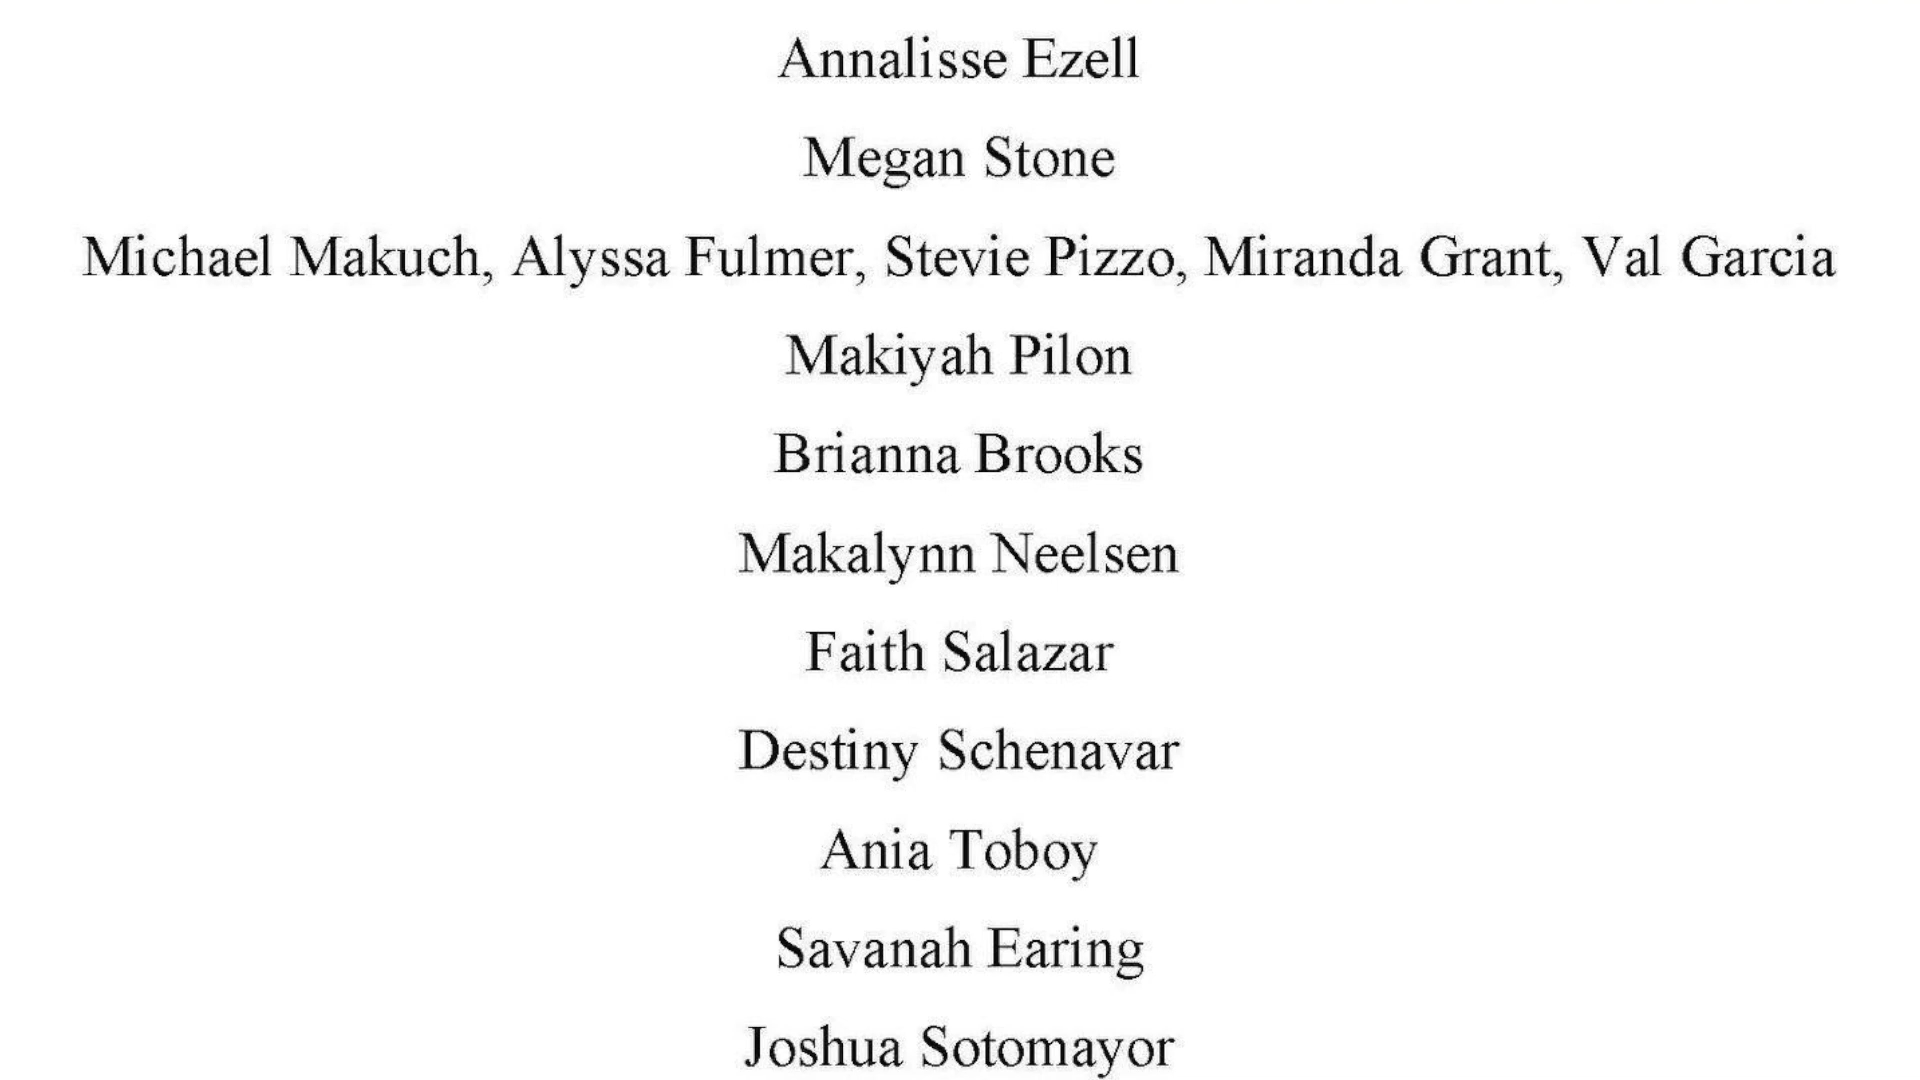 Annalisse Ezell
Megan Stone
Michael Makuch, Alyssa Fulmer, Stevie Pizzo, Miranda Grant, Val Garcia
Makiyah Pilon
Brianna Brooks
Makalynn Neelsen
Faith Salazar
Destiny Schenavar
Ania Toboy
Savanah Earing
Joshua Sotomayor